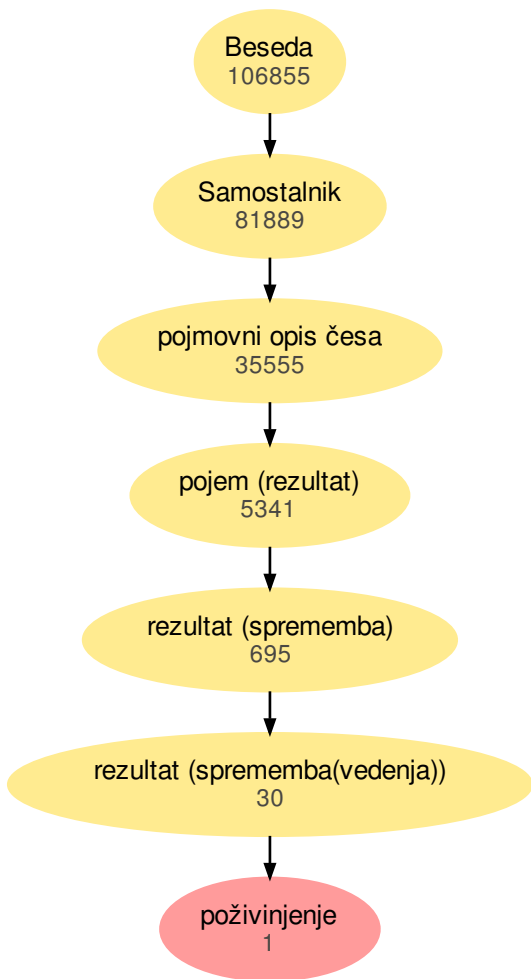 Beseda
106855
Samostalnik
81889
pojmovni opis česa
35555
pojem (rezultat)
5341
rezultat (sprememba)
695
rezultat (sprememba(vedenja))
30
poživinjenje
1